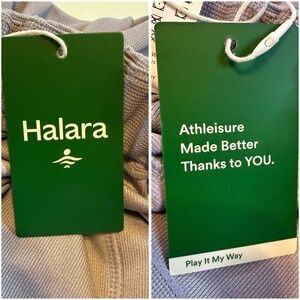 Halara
Athleisure
Made Better
Thanks to YOU.
Play It My Way